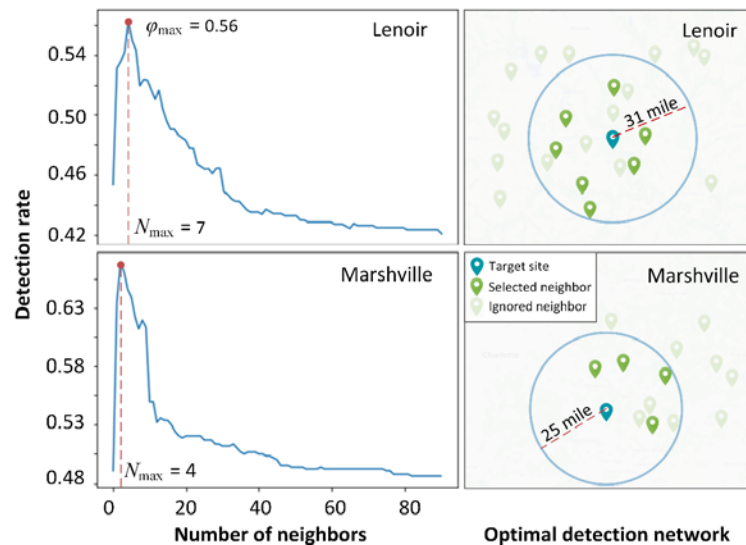 Lenoir
φmax = 0.56
0.54
0.50
0.46
0.42
Nmax = 7
Lenoir
31 mile
Detection rate
Marshville
0.63
0.58
0.53
0.48
Nmax = 4
0
20
40
60
80
Number of neighbors
Target site
Selected neighbor
Ignored neighbor
Marshville
25 mile
Optimal detection network